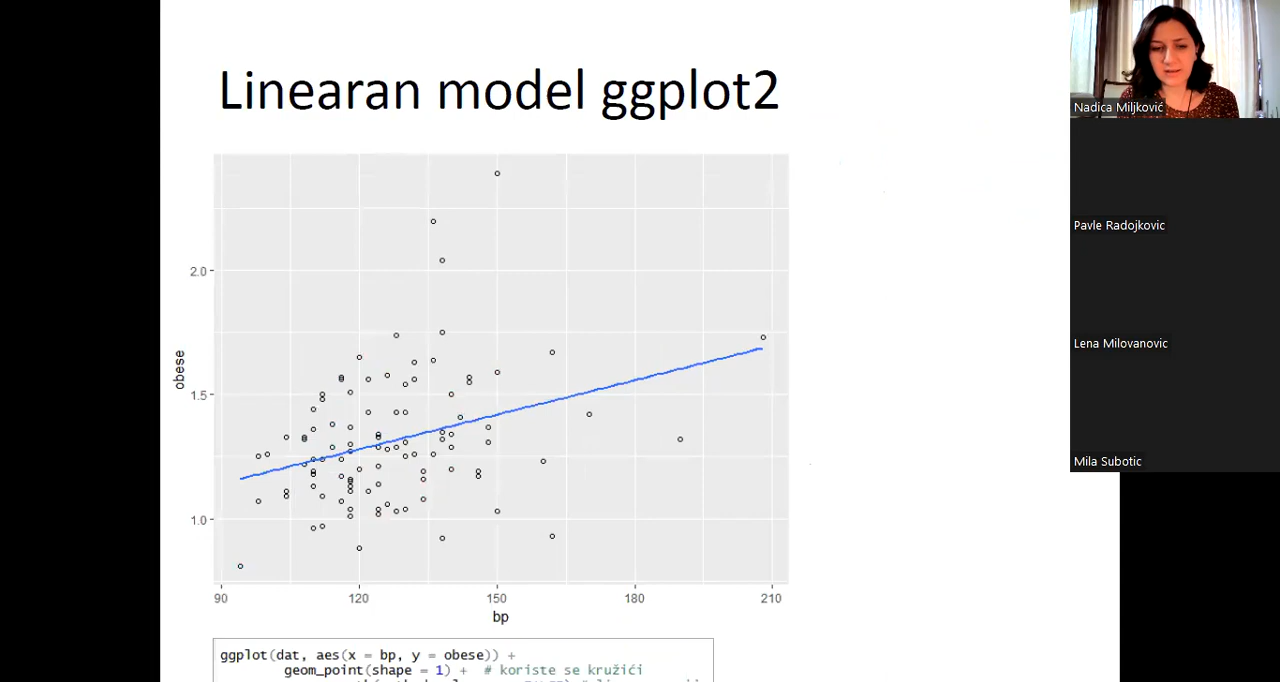 Linearan model ggplot2
2.0
1.5
1.0
obese
90
120
150
180
210
bp
ggplot(dat, aes(x = bp, y = obese)) +
geom_point(shape = 1) + # koriste se kružići
Nadica Miljković
Pavle Radojkovic
Lena Milovanovic
Mila Subotic